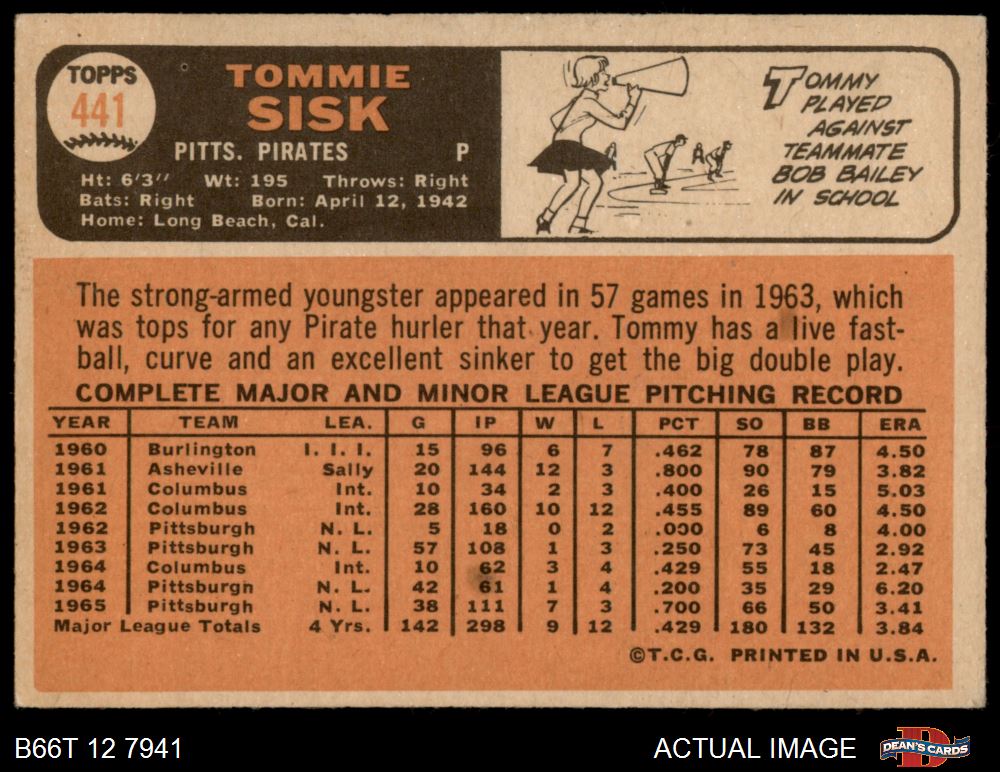 TOPPS
441
TOMMIE
SISK
PITTS. PIRATES P
Ht: 6'3" Wt: 195 Throws: Right
Bats: Right Born: April 12, 1942
Home: Long Beach, Cal.
TOMMY
PLAYED
AGAINST
TEAMMATE
BOB BAILEY
IN SCHOOL
The strong-armed youngster appeared in 57 games in 1963, which
was tops for any Pirate hurler that year. Tommy has a live fast-
ball, curve and an excellent sinker to get the big double play.
COMPLETE MAJOR AND MINOR LEAGUE PITCHING RECORD
YEAR TEAM LEA. G IP W L PCT SO BB ERA
1960 Burlington I. I. I. 15 96 6 7 .462 78 87 4.50
1961 Asheville Sally 20 144 12 3 .800 90 79 3.82
1961 Columbus Int. 10 34 2 3 .400 26 15 5.03
1962 Columbus Int. 28 160 10 12 .455 89 60 4.50
1962 Pittsburgh N. L. 5 18 0 2 .000 6 8 4.00
1963 Pittsburgh N. L. 57 108 1 3 .250 73 45 2.92
1964 Columbus Int. 10 62 3 4 .429 55 18 2.47
1964 Pittsburgh N. L. 42 61 1 4 .200 35 29 6.20
1965 Pittsburgh N. L. 38 111 7 3 .700 66 50 3.41
Major League Totals 4 Yrs. 142 298 9 12 .429 180 132 3.84
©T.C.G. PRINTED IN U.S.A.
B66T 12 7941 ACTUAL IMAGE
D
DEAN'S CARDS